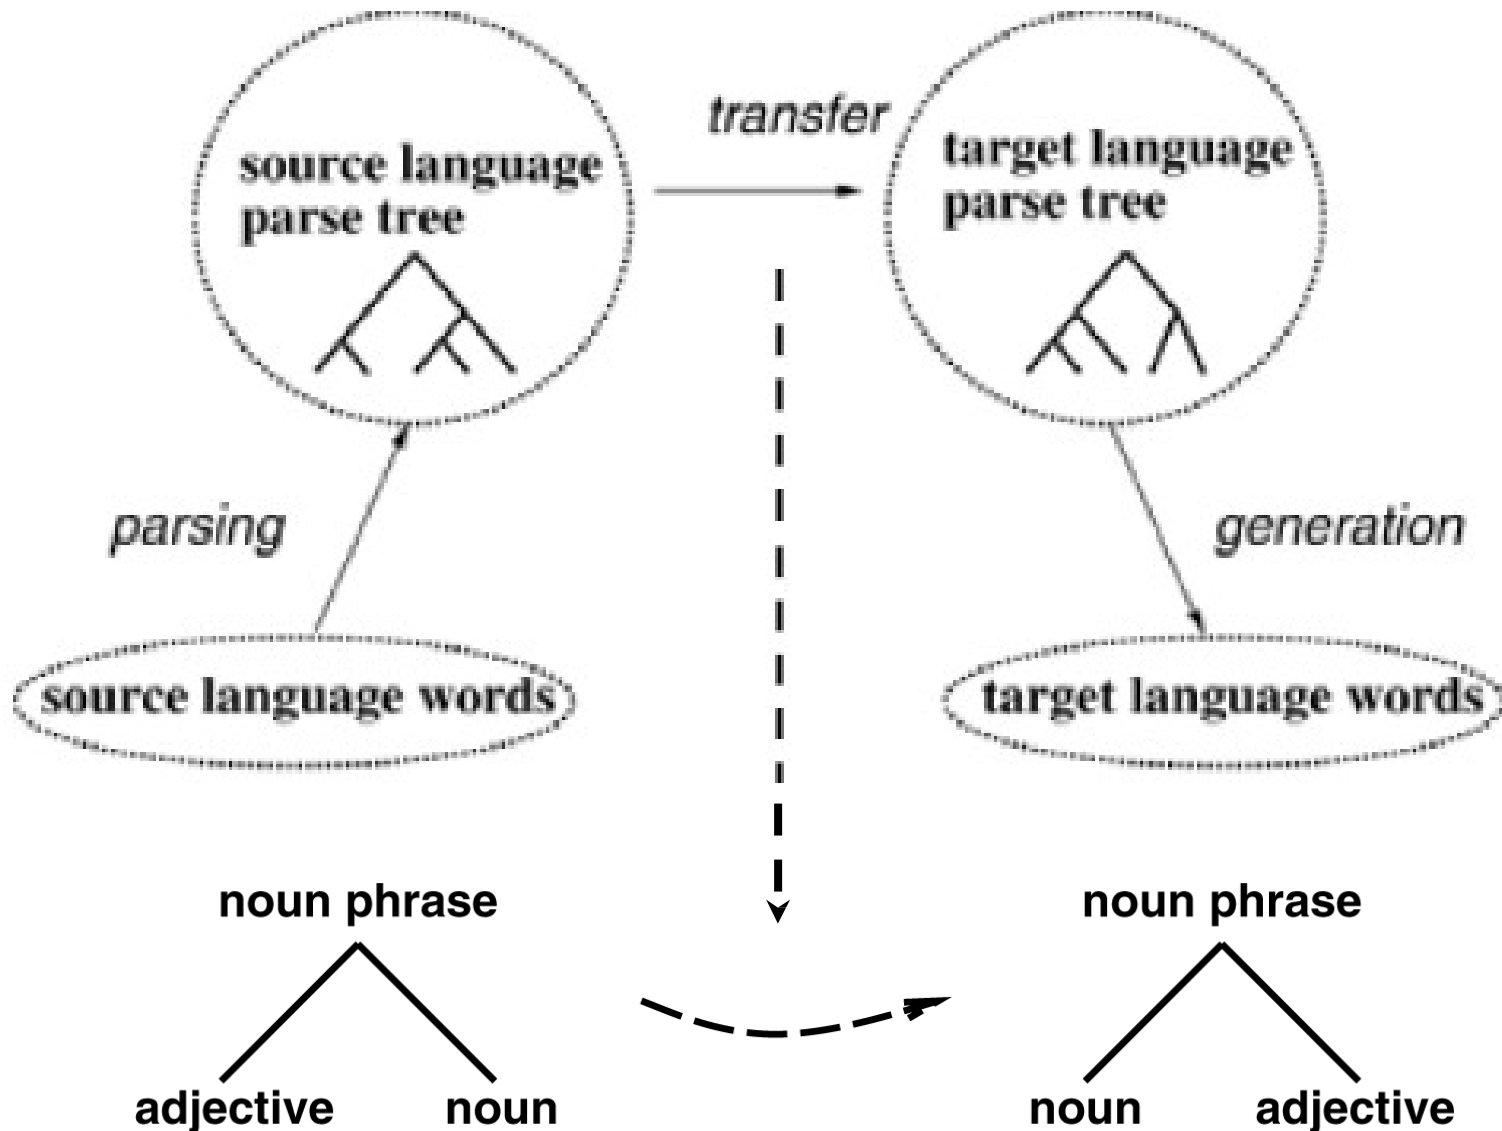 transfer
source language
parse tree
target language
parse tree
parsing
generation
source language words
target language words
noun phrase
noun phrase
adjective
noun
noun
adjective